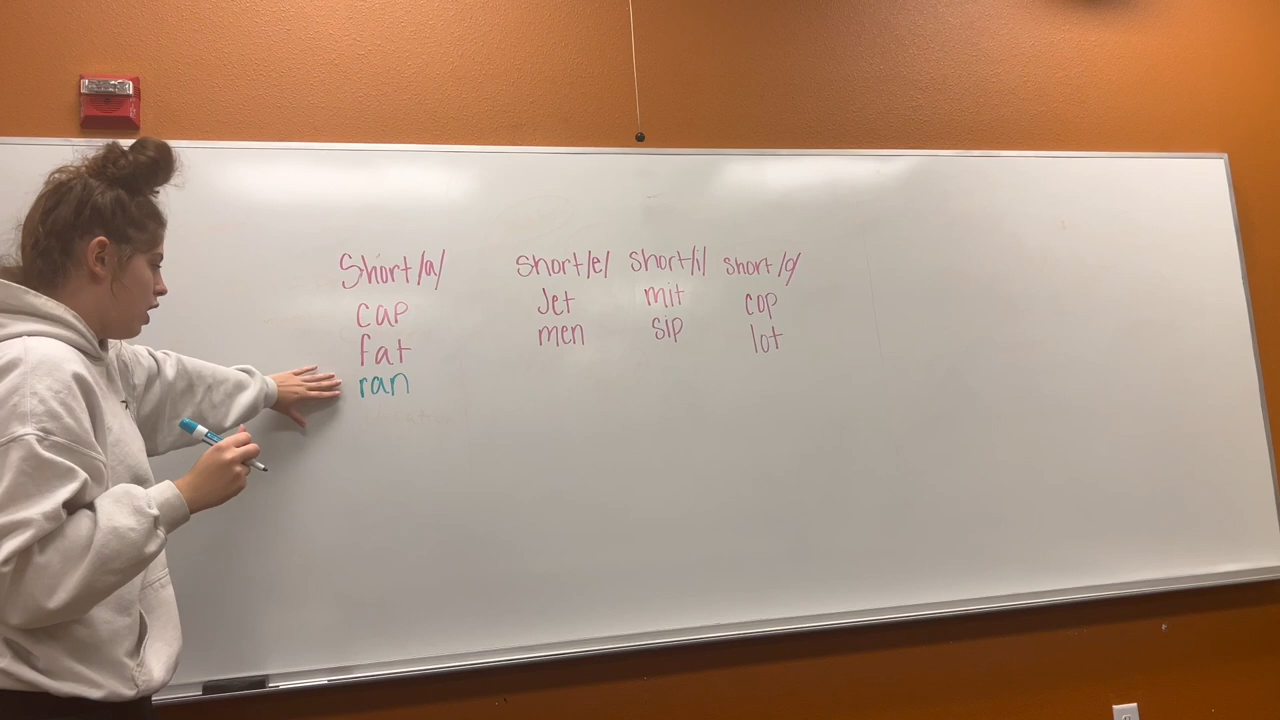 Short/a/ short/e/ short/i/ short/o/
cap Jet mit cop
fat men sip lot
ran